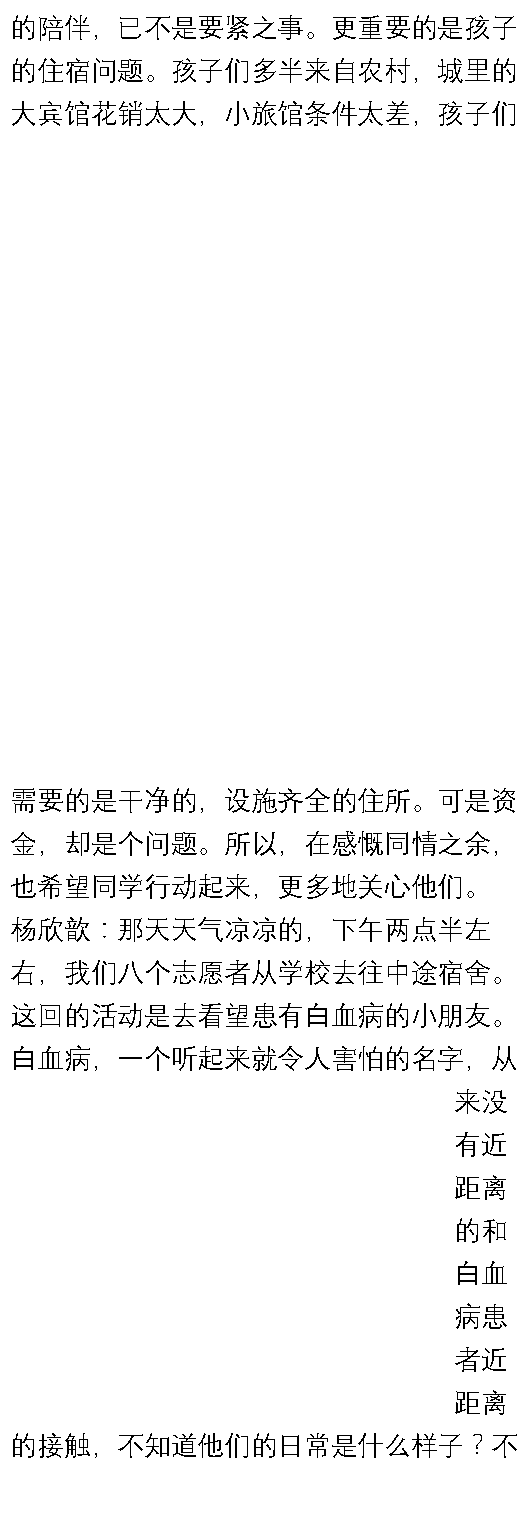 的陪伴，已不是要紧之事。更重要的是孩子
的住宿问题。孩子们多半来自农村，城里的
大宾馆花销太大，小旅馆条件太差，孩子们
需要的是干净的，设施齐全的住所。可是资
金，却是个问题。所以，在感慨同情之余，
也希望同学行动起来，更多地关心他们。
杨欣歆：那天天气凉凉的，下午两点半左
右，我们八个志愿者从学校去往中途宿舍。
这回的活动是去看望患有白血病的小朋友。
白血病，一个听起来就令人害怕的名字，从
来没
有近
距离
的和
白血
病患
者近
距离
的接触，不知道他们的日常是什么样子？不